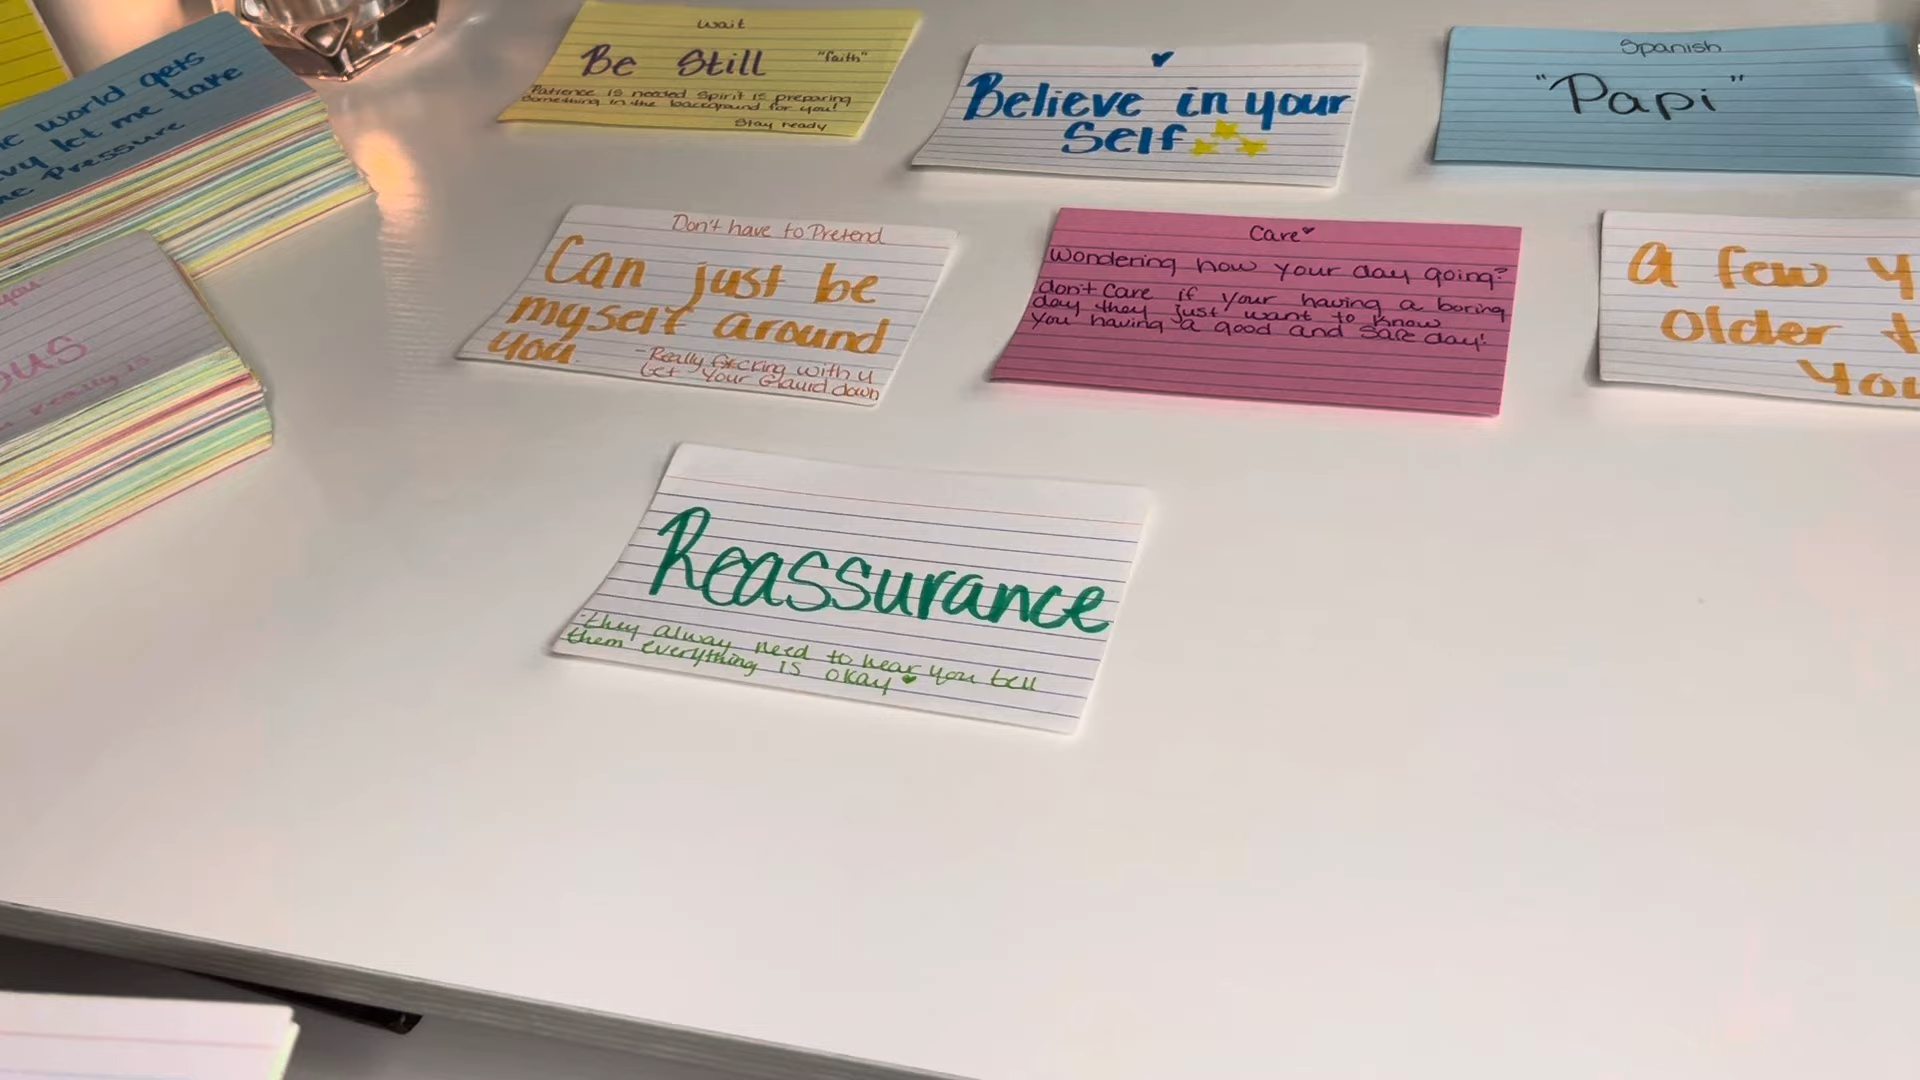 wait
Be Still "faith"
Patience is needed Spirit is preparing
something in the background for you!
Stay ready
Believe in your
Self
Spanish
"Papi"
world gets
let me take
Pressure
Don't have to Pretend
Can just be
myself around
you
-Really fucking with u
Let your Guard down
Care
Wondering how your day going?
don't care if your having a boring
day they just want to know
you having a good and safe day!
A few
Older
You
you
really is
Reassurance
-they alway need to hear you tell
them everything is okay